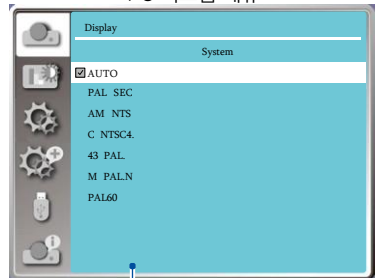 Display
System
AUTO
PAL SEC
AM NTS
C NTSC4.
43 PAL.
M PAL.N
PAL60